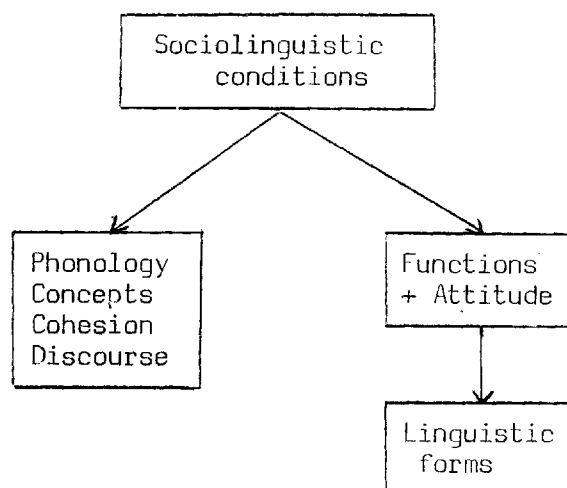 Sociolinguistic
conditions
Phonology
Concepts
Cohesion
Discourse
Functions
+ Attitude
Linguistic
forms